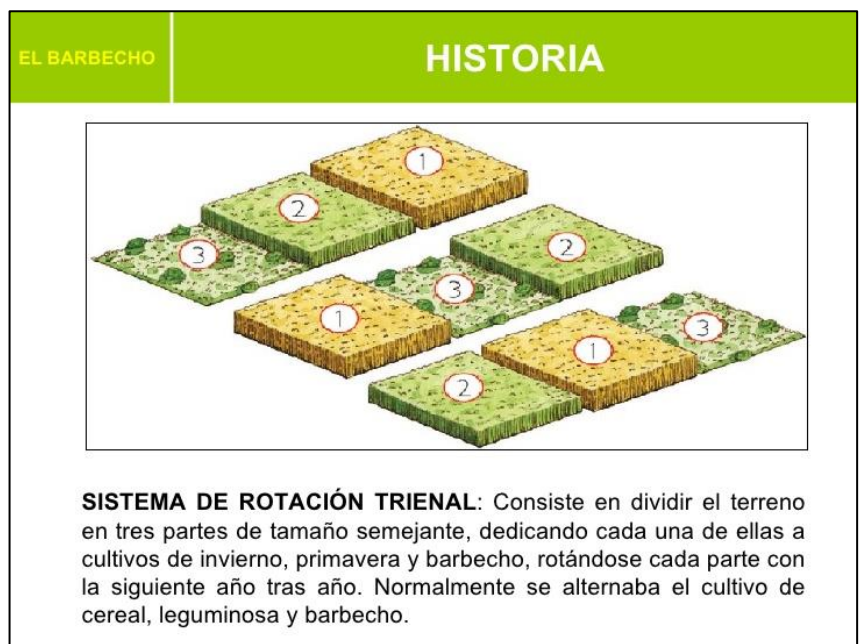 EL BARBECHO
HISTORIA
1
2
3
2
3
1
3
1
2
SISTEMA DE ROTACIÓN TRIENAL: Consiste en dividir el terreno
en tres partes de tamaño semejante, dedicando cada una de ellas a
cultivos de invierno, primavera y barbecho, rotándose cada parte con
la siguiente año tras año. Normalmente se alternaba el cultivo de
cereal, leguminosa y barbecho.